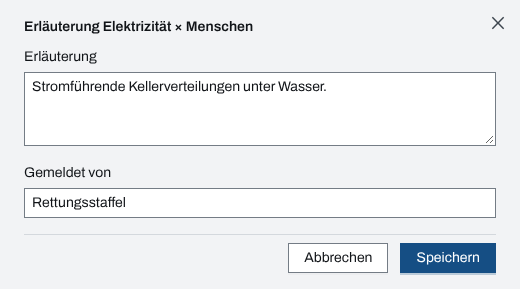 Erläuterung Elektrizität × Menschen
Erläuterung
Stromführende Kellerverteilungen unter Wasser.
Gemeldet von
Rettungsstaffel
Abbrechen
Speichern